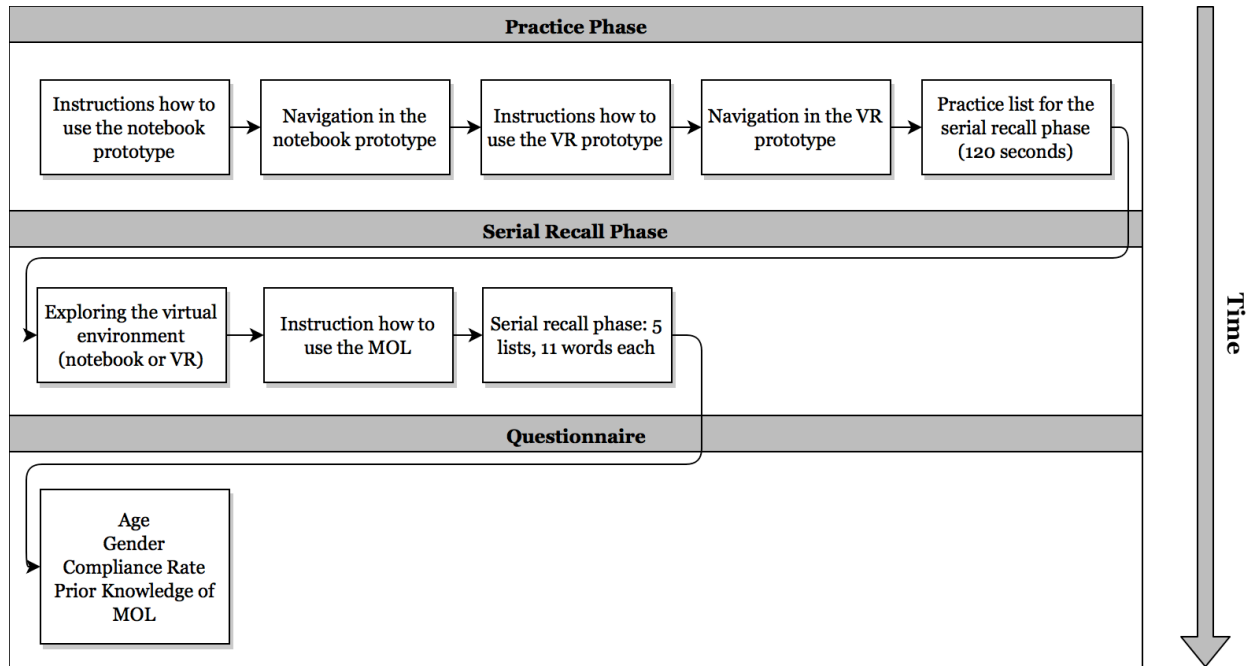 Practice Phase
Instructions how to
use the notebook
prototype
Navigation in the
notebook prototype
Instructions how to
use the VR prototype
Navigation in the VR
prototype
Practice list for the
serial recall phase
(120 seconds)
Serial Recall Phase
Exploring the virtual
environment
(notebook or VR)
Instruction how to
use the MOL
Serial recall phase: 5
lists, 11 words each
Questionnaire
Age
Gender
Compliance Rate
Prior Knowledge of
MOL
Time